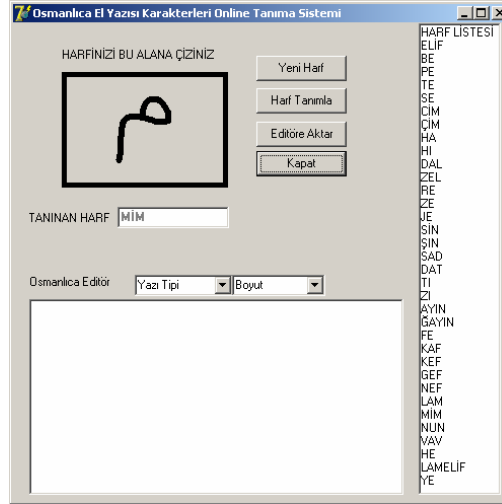 Osmanlıca El Yazısı Karakterleri Online Tanıma Sistemi
HARFİNİZİ BU ALANA ÇİZİNİZ
م
Yeni Harf
Harf Tanımla
Editöre Aktar
Kapat
TANINAN HARF MİM
Osmanlıca Editör Yazı Tipi Boyut
HARF LİSTESİ
ELİF
BE
PE
TE
SE
CİM
ÇİM
HA
HI
DAL
ZEL
RE
ZE
JE
SİN
ŞIN
SAD
DAT
TI
ZI
AYIN
ĞAYIN
FE
KAF
KEF
GEF
NEF
LAM
MİM
NUN
VAV
HE
LAMELİF
YE